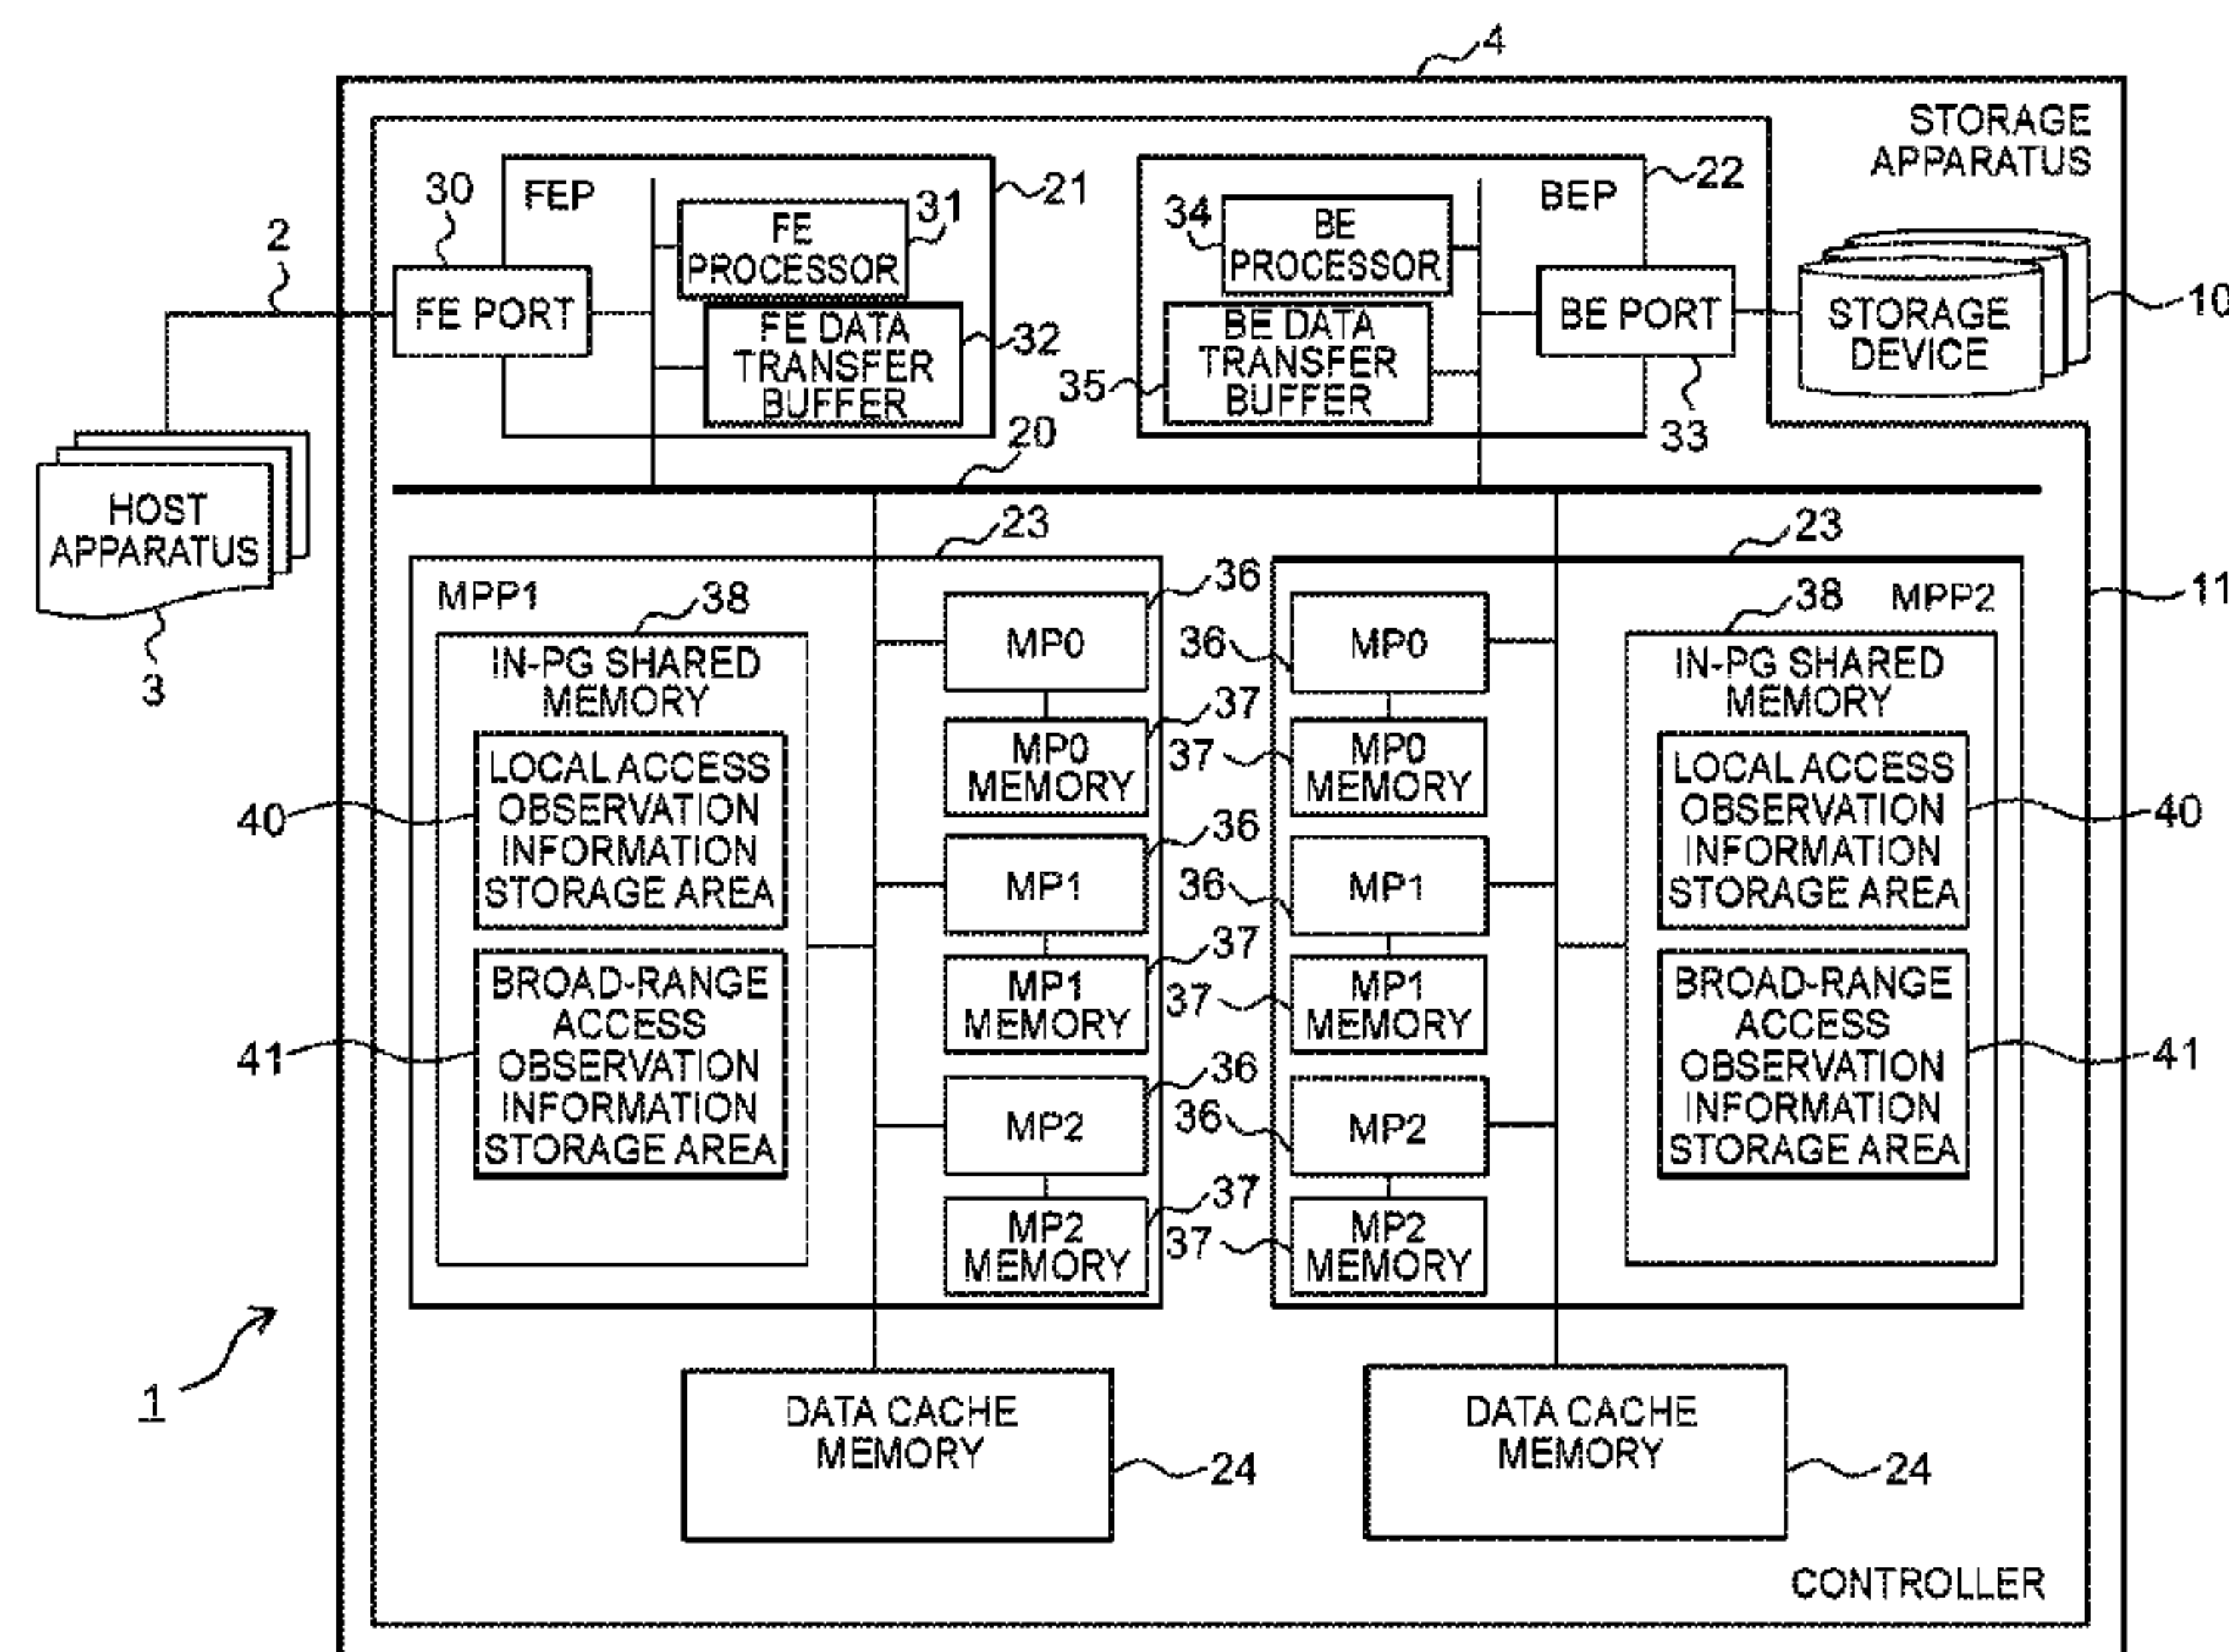 4
STORAGE
APPARATUS
30
FEP
21
31
FE
PROCESSOR
34
BE
PROCESSOR
BEP
22
2
FE PORT
FE DATA
TRANSFER
BUFFER
32
35
BE DATA
TRANSFER
BUFFER
BE PORT
33
STORAGE
DEVICE
10
20
HOST
APPARATUS
3
23
23
MPP1
38
IN-PG SHARED
MEMORY
LOCAL ACCESS
OBSERVATION
INFORMATION
STORAGE AREA
40
BROAD-RANGE
ACCESS
OBSERVATION
INFORMATION
STORAGE AREA
41
MP0
36
MP0
MEMORY
37
MP1
36
MP1
MEMORY
37
MP2
36
MP2
MEMORY
37
36
MP0
37
MP0
MEMORY
36
MP1
37
MP1
MEMORY
36
MP2
37
MP2
MEMORY
38
MPP2
11
IN-PG SHARED
MEMORY
LOCAL ACCESS
OBSERVATION
INFORMATION
STORAGE AREA
40
BROAD-RANGE
ACCESS
OBSERVATION
INFORMATION
STORAGE AREA
41
1
DATA CACHE
MEMORY
24
DATA CACHE
MEMORY
24
CONTROLLER